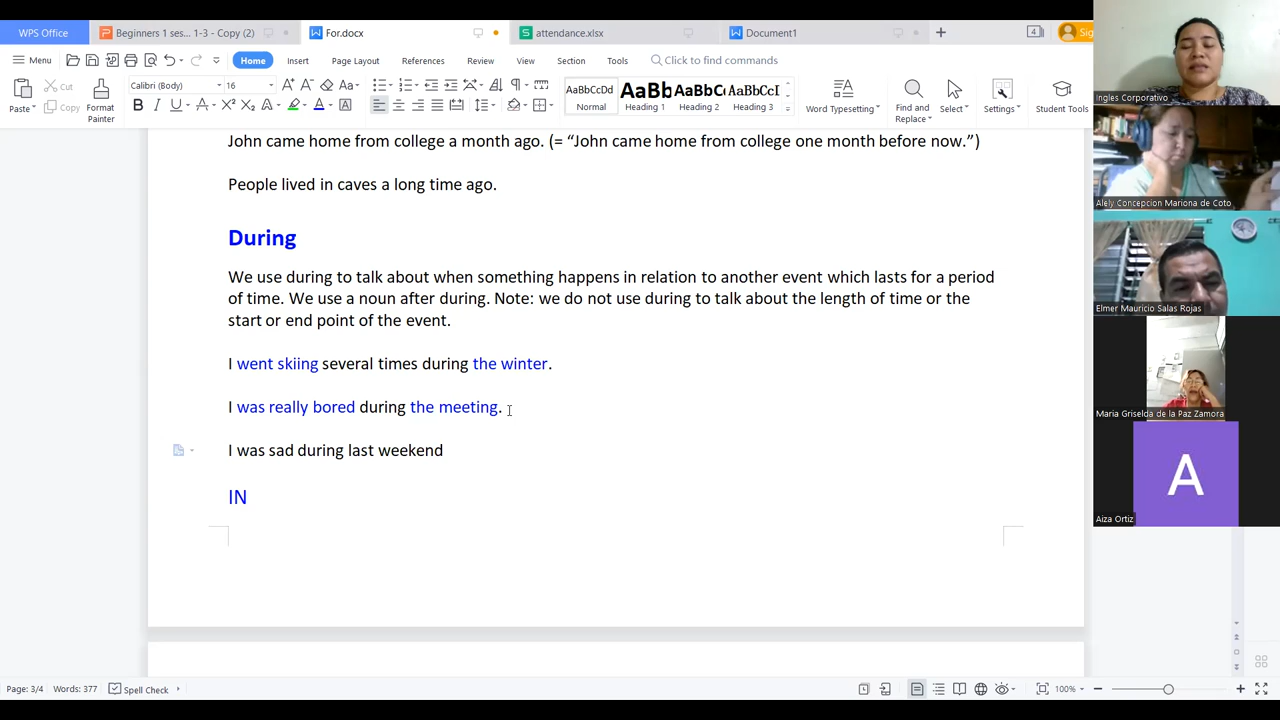 WPS Office
Beginners 1 ses... 1-3 - Copy (2)
For.docx
attendance.xlsx
Document1
4
Menu
Home
Insert
Page Layout
References
Review
View
Section
Tools
Click to find commands
Paste
Cut
Copy
Format Painter
Calibri (Body)
16
AaBbCcDd
Normal
AaBb
Heading 1
AaBbC
Heading 2
AaBbCcI
Heading 3
Word Typesetting
Find and Replace
Select
Settings
Student Tools
John came home from college a month ago. (= “John came home from college one month before now.”)
People lived in caves a long time ago.
During
We use during to talk about when something happens in relation to another event which lasts for a period
of time. We use a noun after during. Note: we do not use during to talk about the length of time or the
start or end point of the event.
I went skiing several times during the winter.
I was really bored during the meeting.
I was sad during last weekend
IN
Ingles Corporativo
Alely Concepcion Mariona de Coto
Elmer Mauricio Salas Rojas
Maria Griselda de la Paz Zamora
A
Aiza Ortiz
Page: 3/4
Words: 377
Spell Check
100%